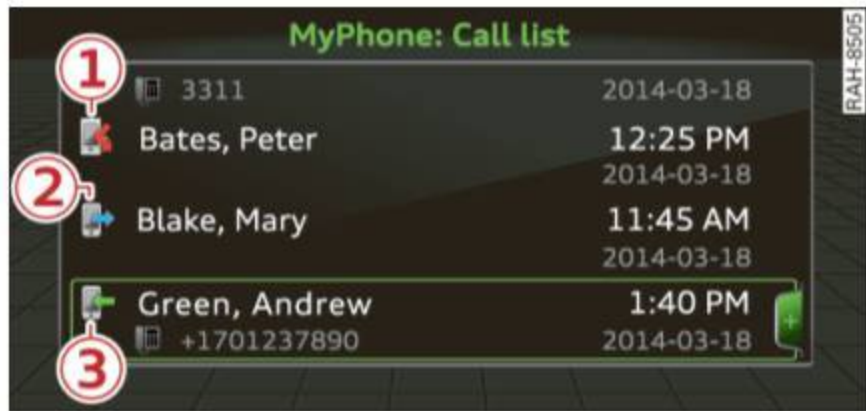 MyPhone: Call list
RAH-8505
1
3311 2014-03-18
Bates, Peter 12:25 PM
2014-03-18
2
Blake, Mary 11:45 AM
2014-03-18
Green, Andrew 1:40 PM
+1701237890 2014-03-18
3